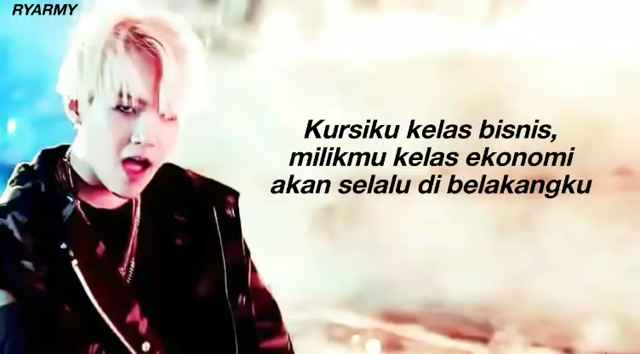 RYARMY
Kursiku kelas bisnis,
milikmu kelas ekonomi
akan selalu di belakangku